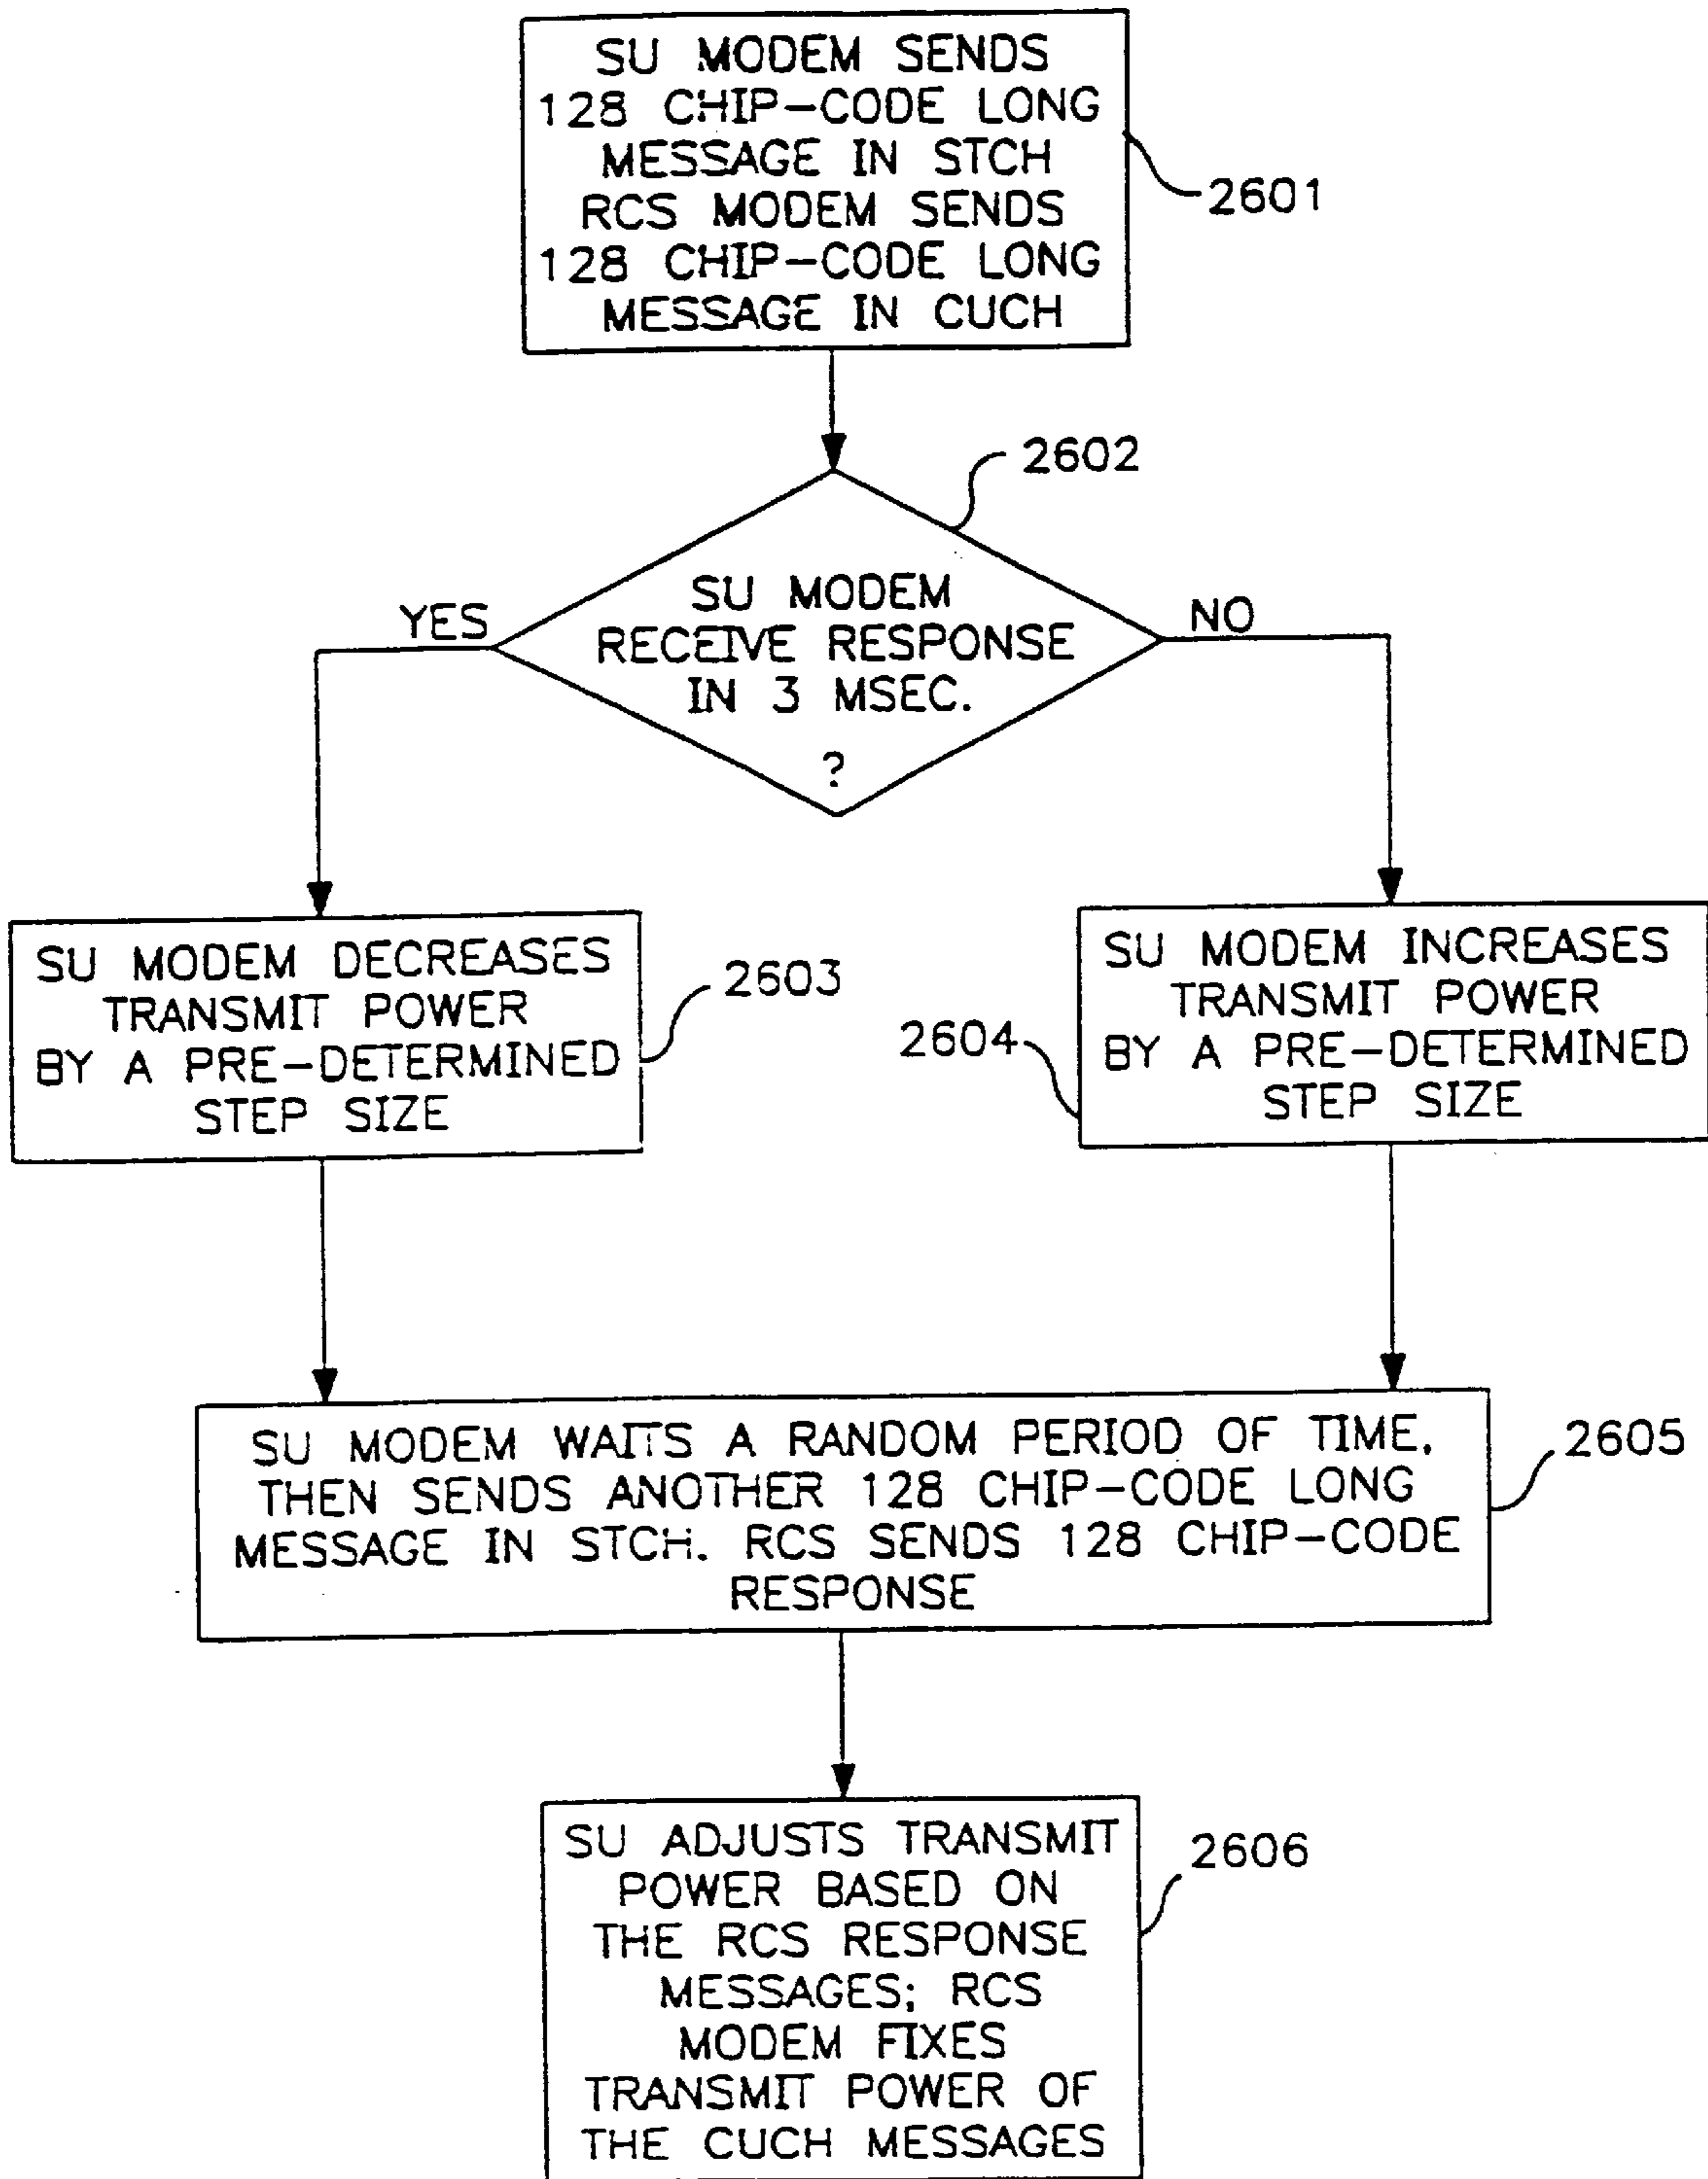 SU MODEM SENDS
128 CHIP-CODE LONG
MESSAGE IN STCH
RCS MODEM SENDS
128 CHIP-CODE LONG
MESSAGE IN CUCH
2601
2602
SU MODEM
RECEIVE RESPONSE
IN 3 MSEC.
?
YES
NO
SU MODEM DECREASES
TRANSMIT POWER
BY A PRE-DETERMINED
STEP SIZE
2603
SU MODEM INCREASES
TRANSMIT POWER
BY A PRE-DETERMINED
STEP SIZE
2604
SU MODEM WAITS A RANDOM PERIOD OF TIME,
THEN SENDS ANOTHER 128 CHIP-CODE LONG
MESSAGE IN STCH. RCS SENDS 128 CHIP-CODE
RESPONSE
2605
SU ADJUSTS TRANSMIT
POWER BASED ON
THE RCS RESPONSE
MESSAGES; RCS
MODEM FIXES
TRANSMIT POWER OF
THE CUCH MESSAGES
2606